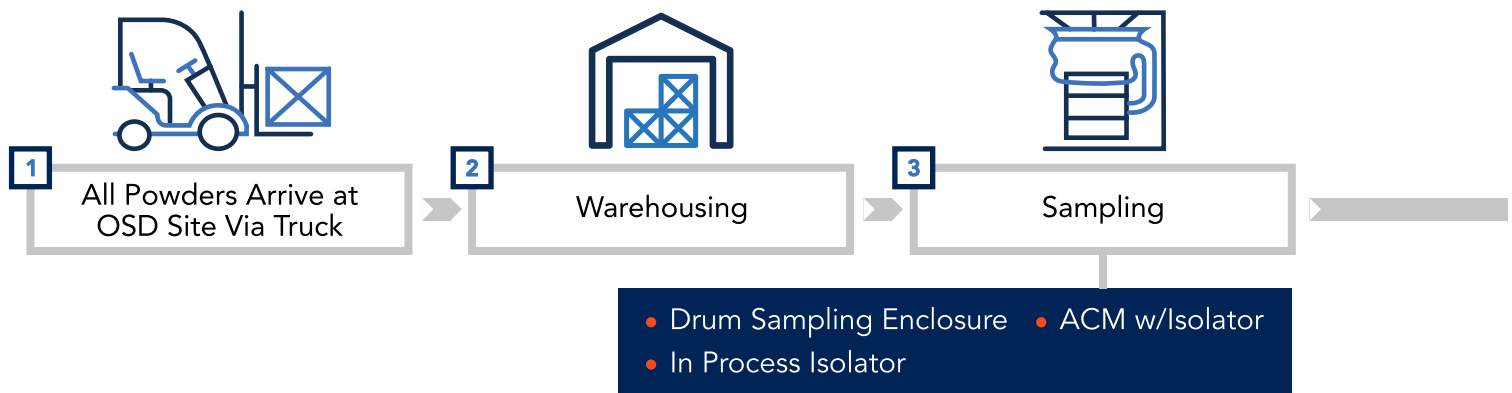 1
All Powders Arrive at
OSD Site Via Truck
2
Warehousing
3
Sampling
• Drum Sampling Enclosure
• ACM w/Isolator
• In Process Isolator